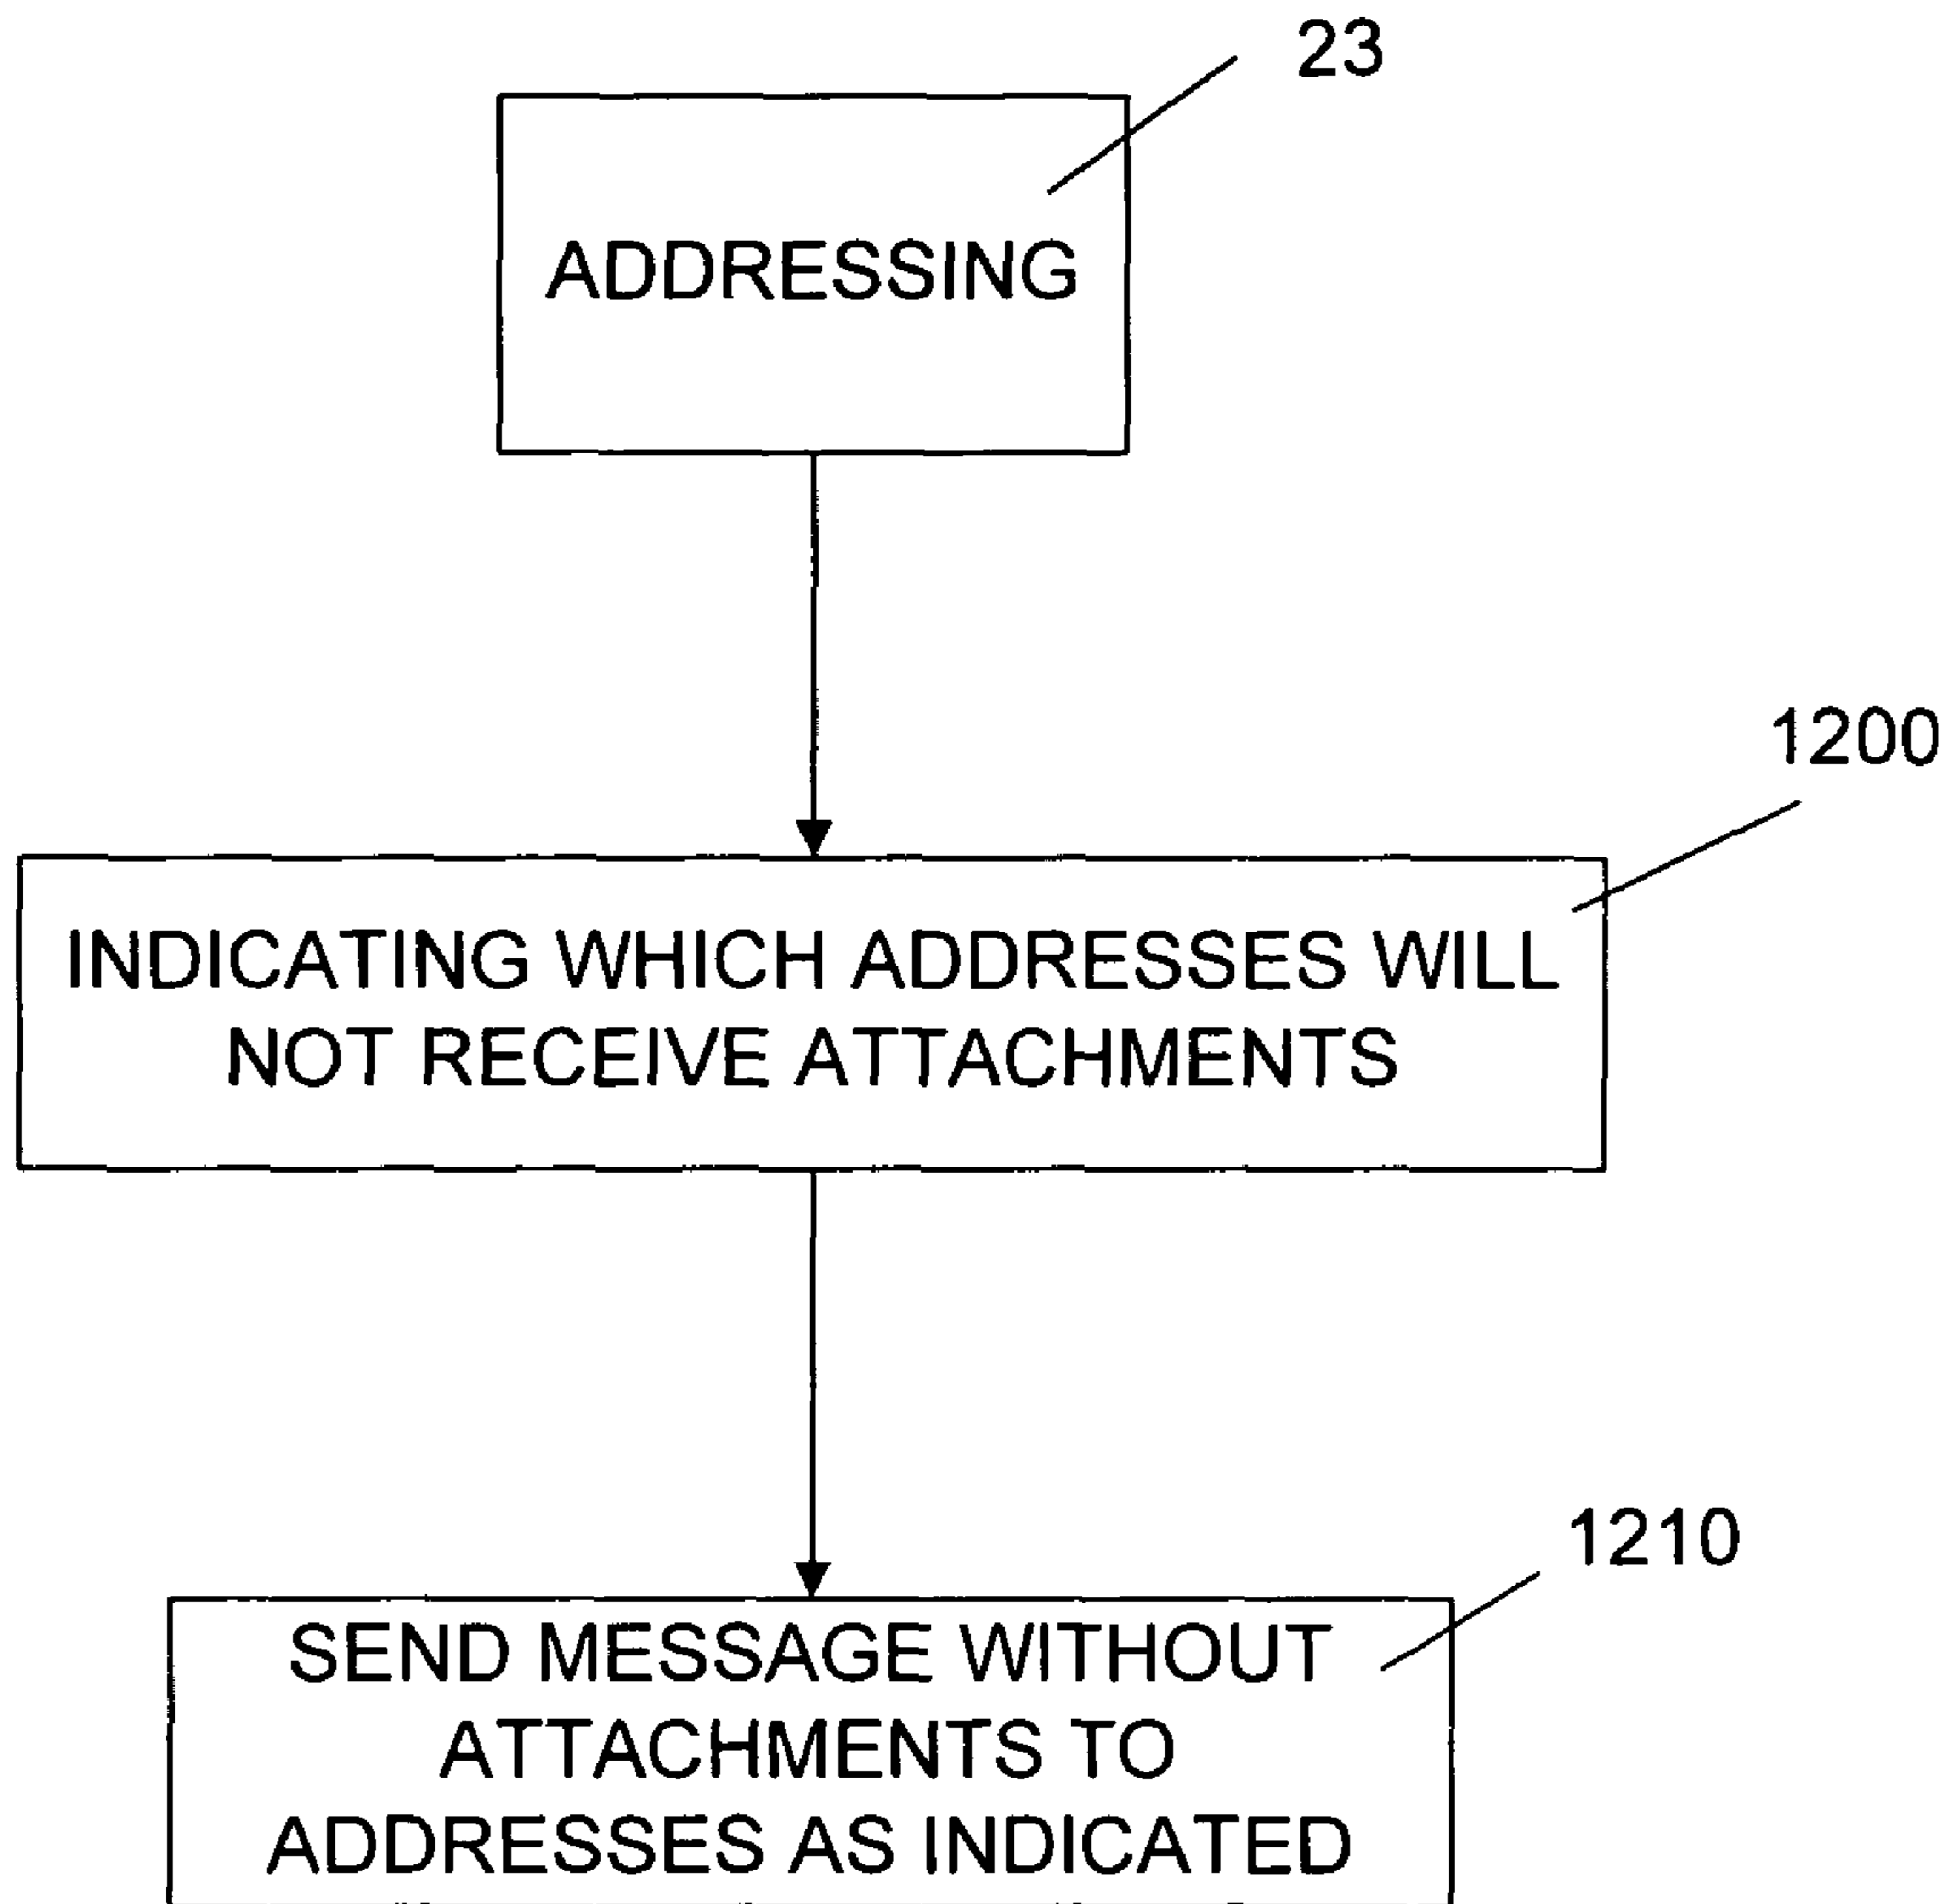 23
ADDRESSING
1200
INDICATING WHICH ADDRESSES WILL
NOT RECEIVE ATTACHMENTS
1210
SEND MESSAGE WITHOUT
ATTACHMENTS TO
ADDRESSES AS INDICATED